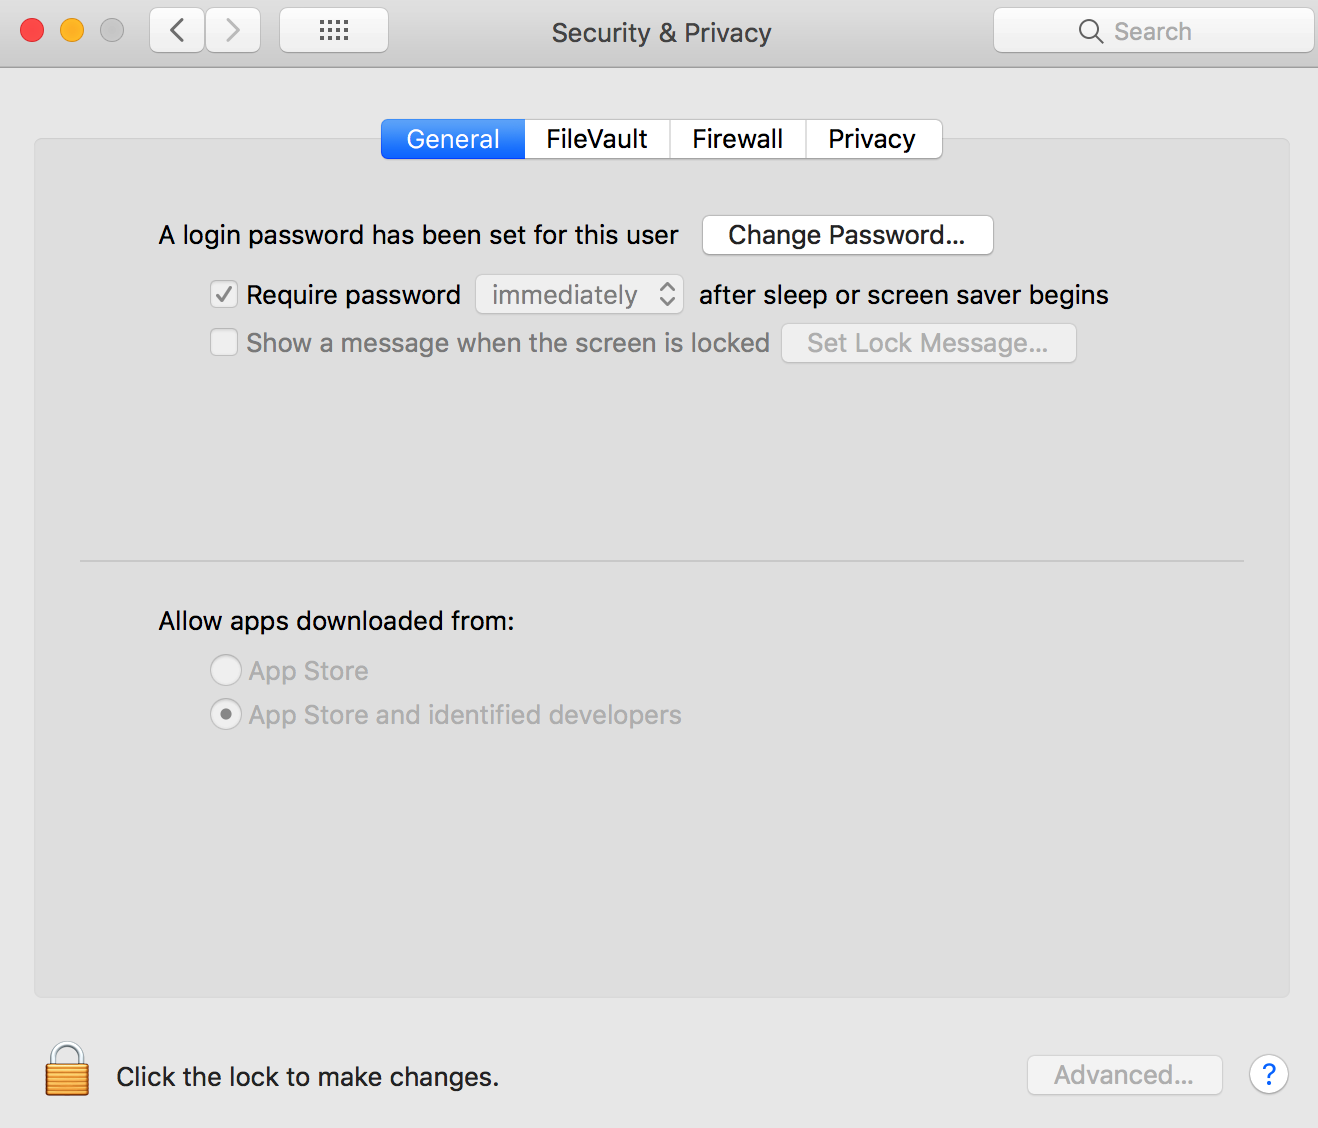 Security & Privacy
Search
General FileVault Firewall Privacy
A login password has been set for this user Change Password...
Require password immediately after sleep or screen saver begins
Show a message when the screen is locked Set Lock Message...
Allow apps downloaded from:
App Store
App Store and identified developers
Click the lock to make changes.
Advanced...
?